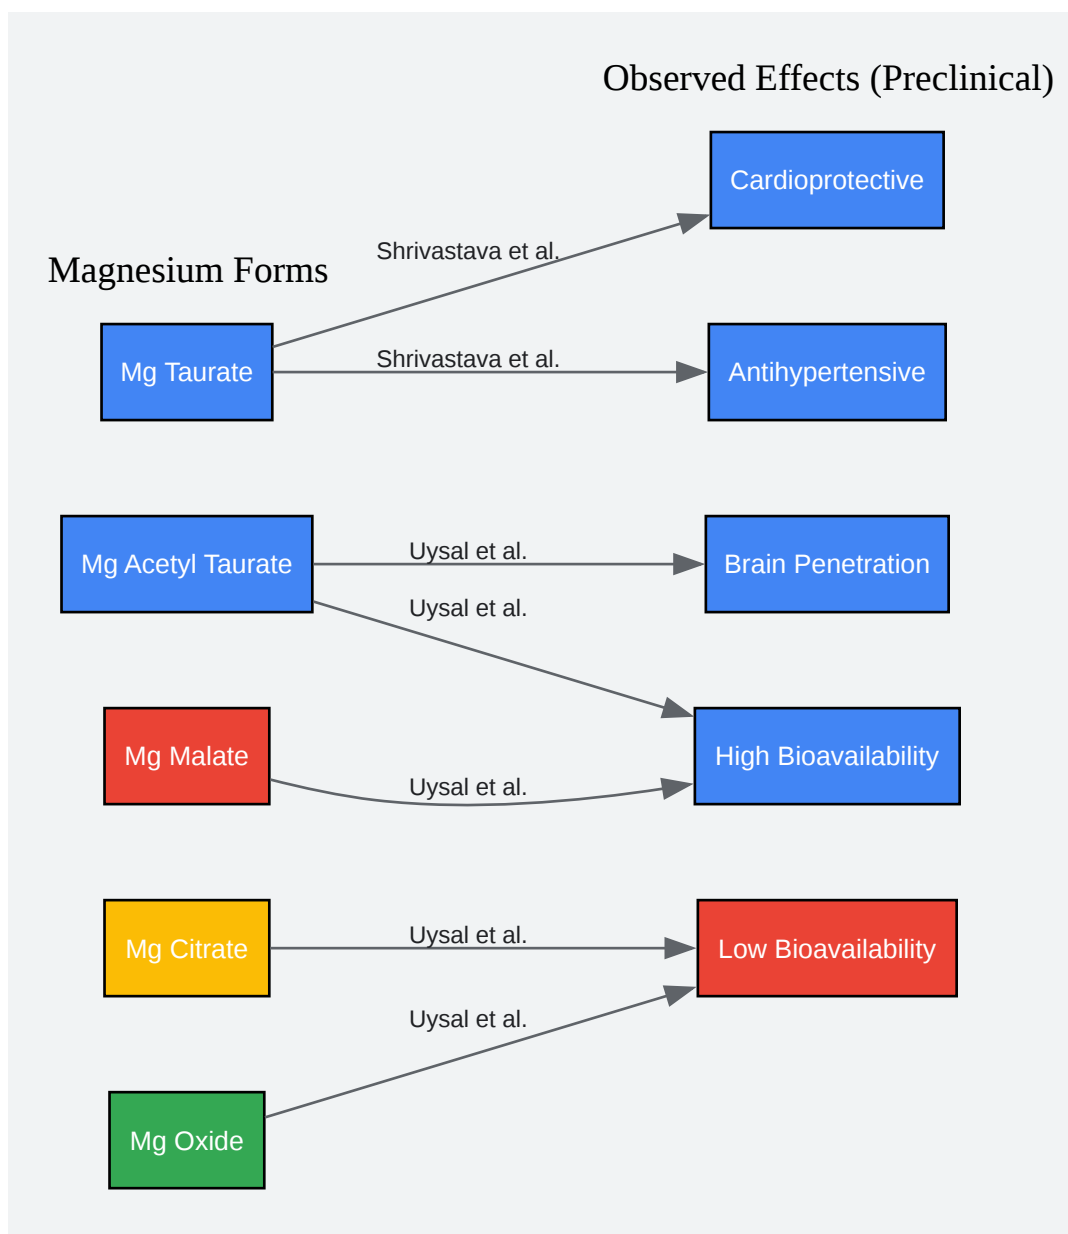 Observed Effects (Preclinical)
Cardioprotective
Shrivastava et al.
Magnesium Forms
Mg Taurate
Shrivastava et al.
Antihypertensive
Mg Acetyl Taurate
Uysal et al.
Brain Penetration
Uysal et al.
Mg Malate
Uysal et al.
High Bioavailability
Mg Citrate
Uysal et al.
Low Bioavailability
Uysal et al.
Mg Oxide